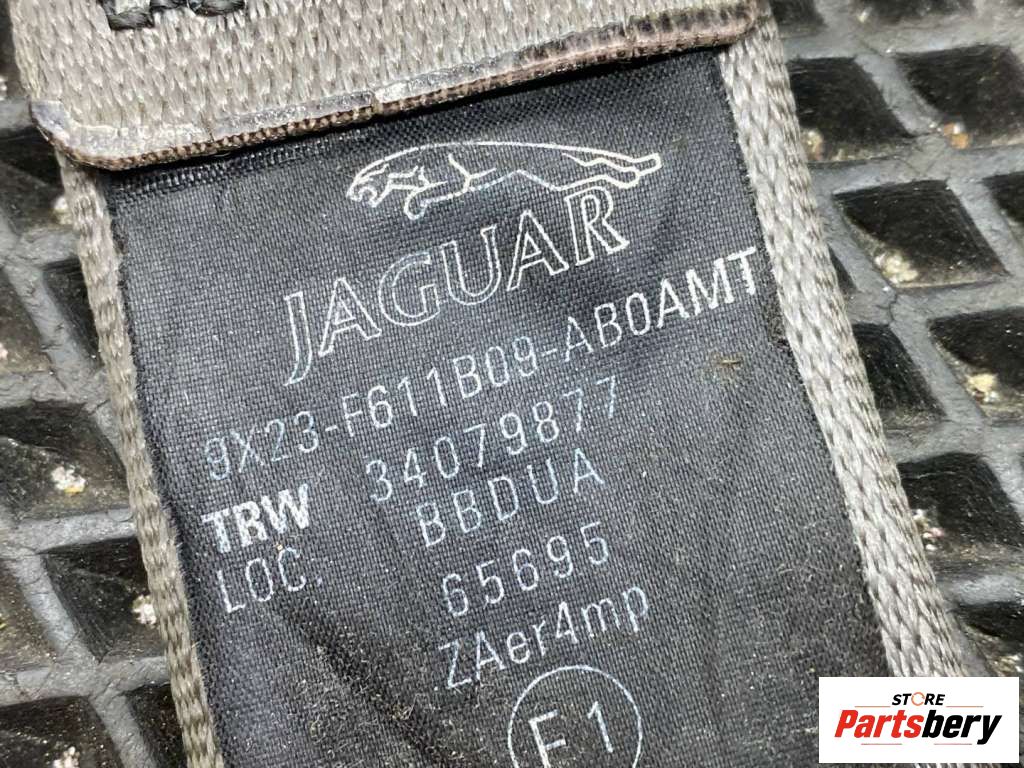 JAGUAR
9X23-F611B09-AB0AMT
TRW 34079877
LOC. BBDUA
65695
ZAer4mp
E1
STORE
Partsbery